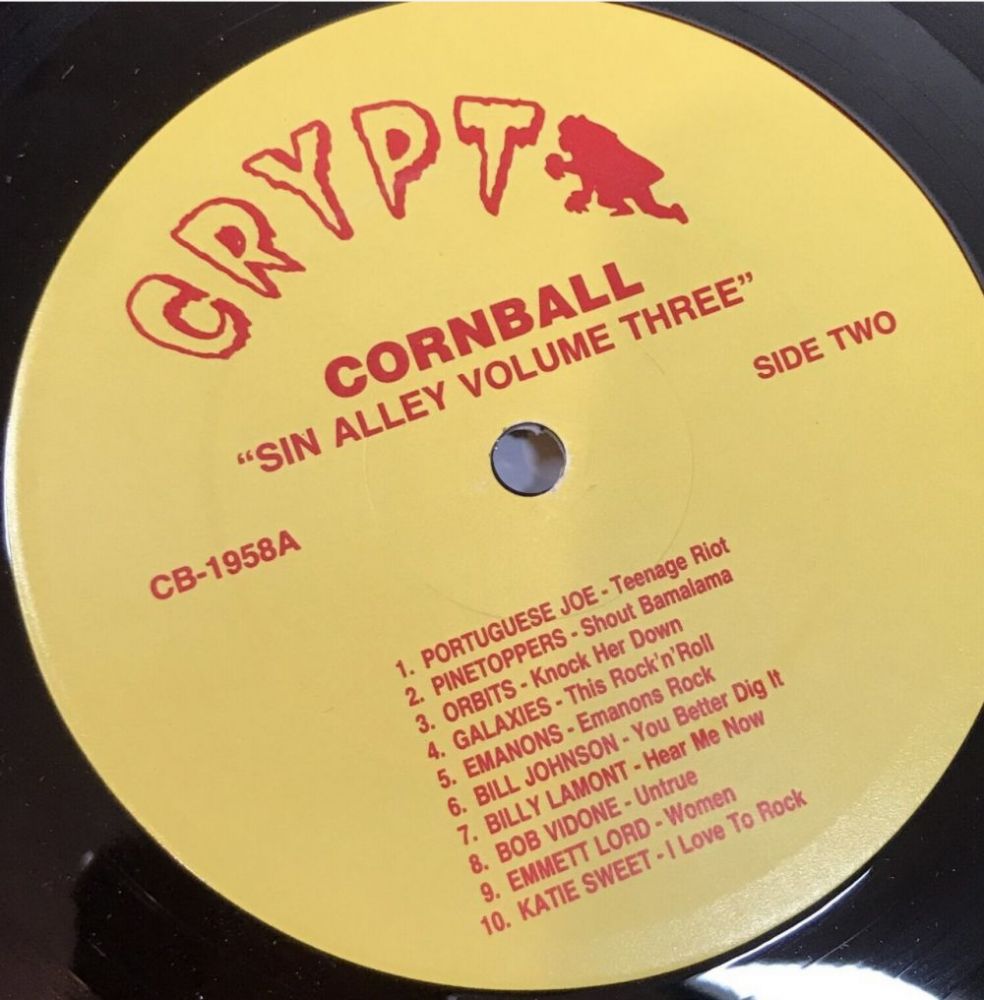 CRYPT
CORNBALL
“SIN ALLEY VOLUME THREE”
SIDE TWO
CB-1958A
1. PORTUGUESE JOE - Teenage Riot
2. PINETOPPERS - Shout Bamalama
3. ORBITS - Knock Her Down
4. GALAXIES - This Rock'n'Roll
5. EMANONS - Emanons Rock
6. BILL JOHNSON - You Better Dig It
7. BILLY LAMONT - Hear Me Now
8. BOB VIDONE - Untrue
9. EMMETT LORD - Women
10. KATIE SWEET - I Love To Rock